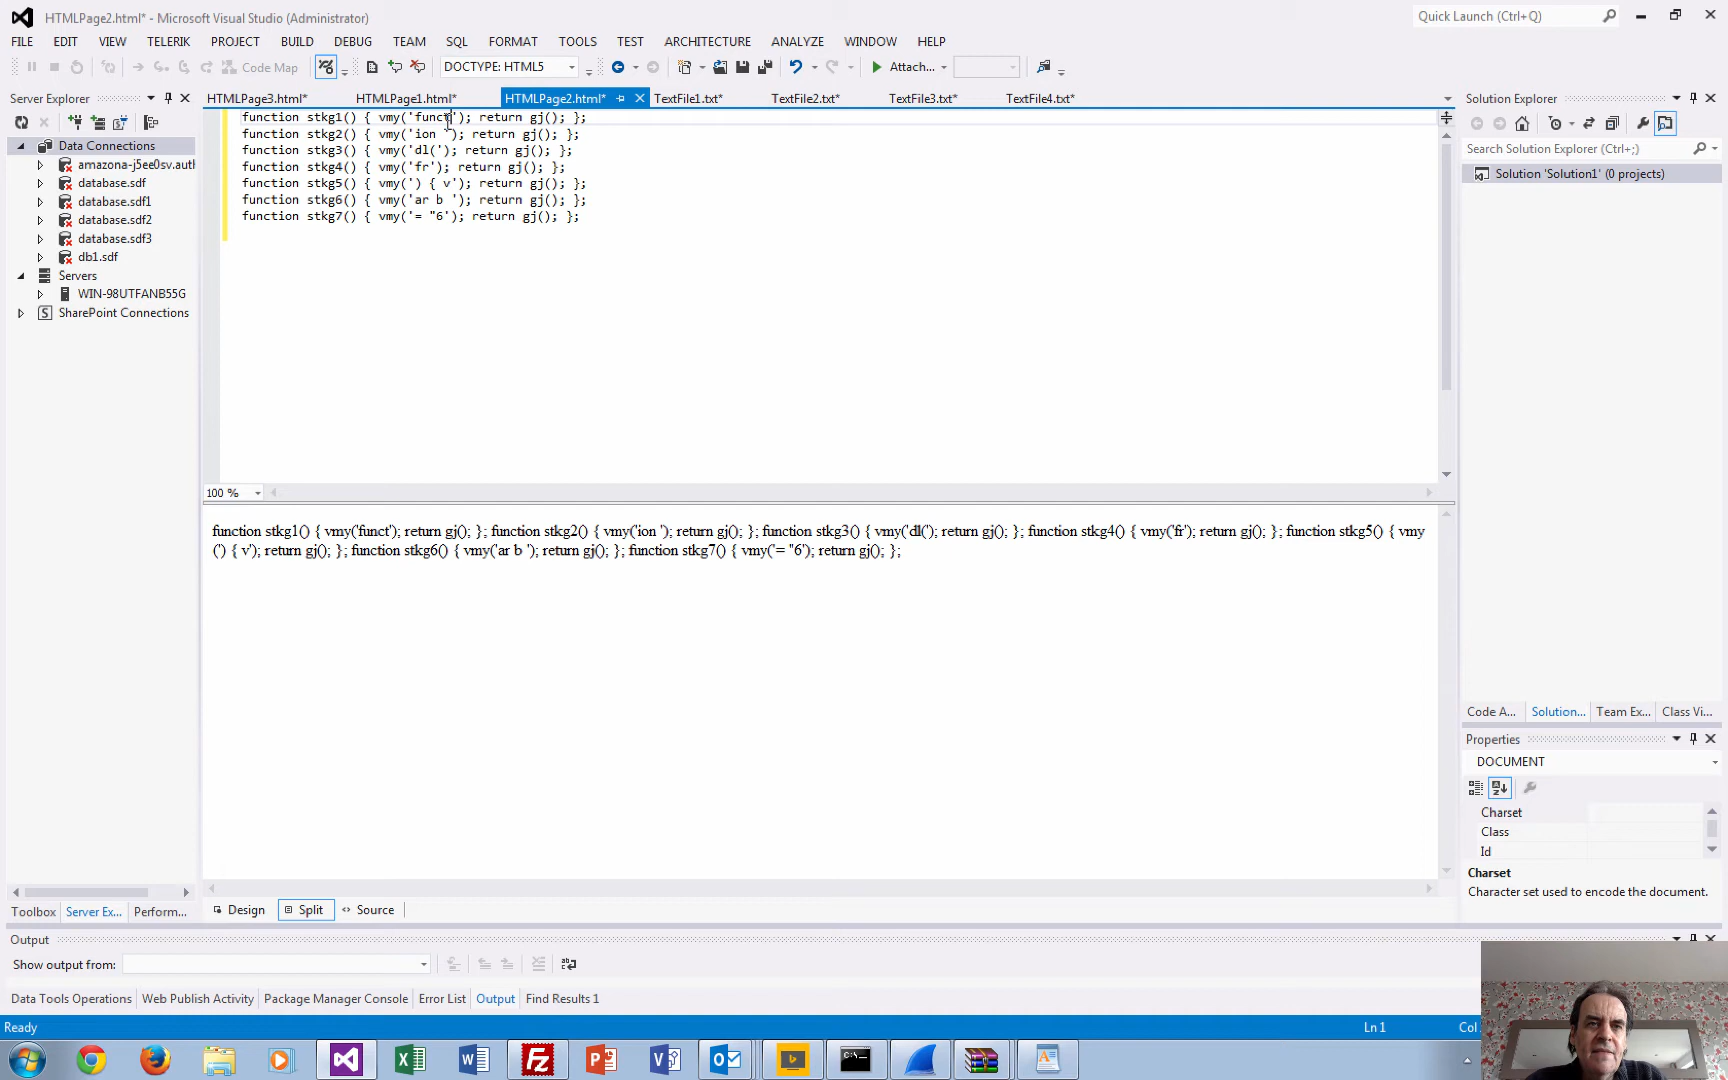 HTMLPage2.html* - Microsoft Visual Studio (Administrator)
Quick Launch (Ctrl+Q)
FILE EDIT VIEW TELERIK PROJECT BUILD DEBUG TEAM SQL FORMAT TOOLS TEST ARCHITECTURE ANALYZE WINDOW HELP
Code Map DOCTYPE: HTML5 Attach...
Server Explorer
HTMLPage3.html* HTMLPage1.html* HTMLPage2.html* TextFile1.txt* TextFile2.txt* TextFile3.txt* TextFile4.txt*
Solution Explorer
Data Connections
amazona-j5ee0sv.auth
database.sdf
database.sdf1
database.sdf2
database.sdf3
db1.sdf
Servers
WIN-98UTFANB55G
SharePoint Connections
function stkg1() { vmy('funct'); return gj(); };
function stkg2() { vmy('ion '); return gj(); };
function stkg3() { vmy('dl('); return gj(); };
function stkg4() { vmy('fr'); return gj(); };
function stkg5() { vmy(') { v'); return gj(); };
function stkg6() { vmy('ar b '); return gj(); };
function stkg7() { vmy('= "6'); return gj(); };
100 %
function stkg1() { vmy('funct'); return gj(); }; function stkg2() { vmy('ion '); return gj(); }; function stkg3() { vmy('dl('); return gj(); }; function stkg4() { vmy('fr'); return gj(); }; function stkg5() { vmy
(') { v'); return gj(); }; function stkg6() { vmy('ar b '); return gj(); }; function stkg7() { vmy('= "6'); return gj(); };
Search Solution Explorer (Ctrl+;)
Solution 'Solution1' (0 projects)
Code A... Solution... Team Ex... Class Vi...
Properties
DOCUMENT
Charset
Class
Id
Charset
Character set used to encode the document.
Toolbox Server Ex... Perform...
Design Split Source
Output
Show output from:
Data Tools Operations Web Publish Activity Package Manager Console Error List Output Find Results 1
Ready Ln 1 Col